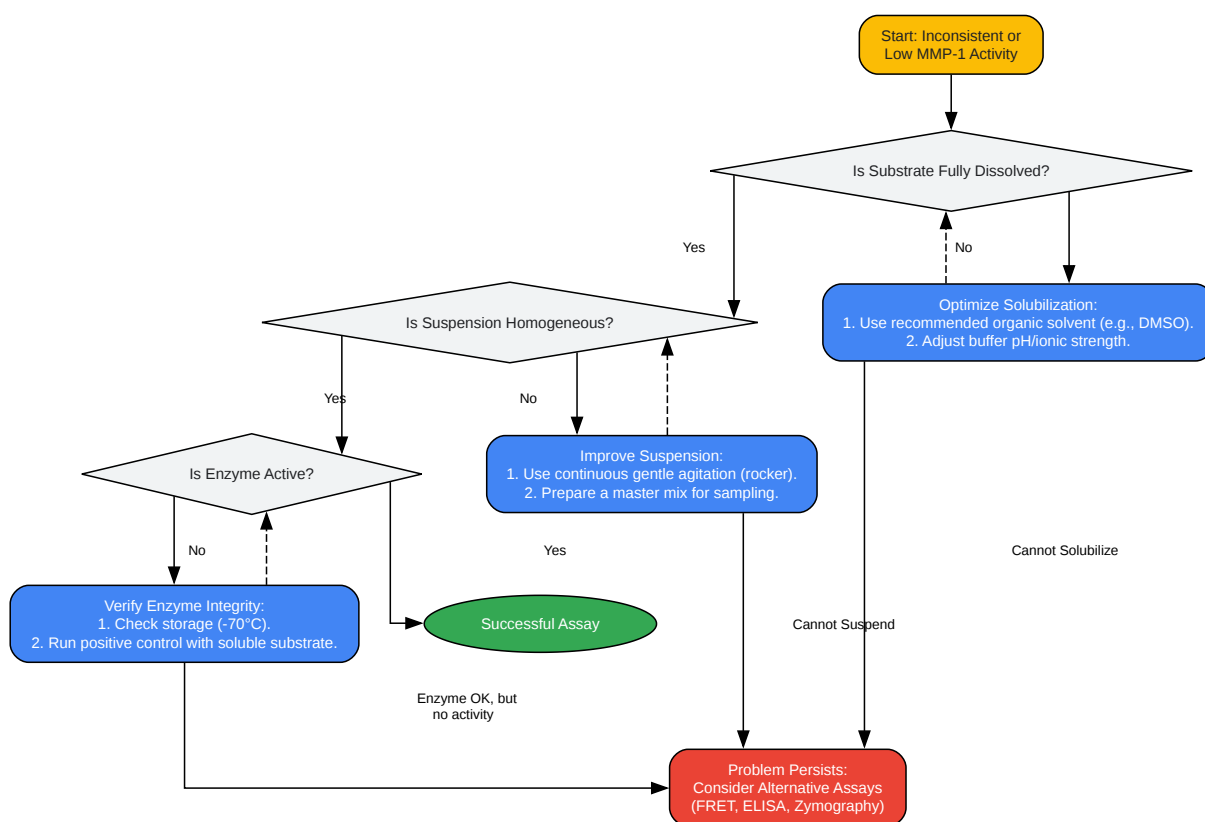 Start: Inconsistent or
Low MMP-1 Activity
Is Substrate Fully Dissolved?
Yes
No
Optimize Solubilization:
1. Use recommended organic solvent (e.g., DMSO).
2. Adjust buffer pH/ionic strength.
Is Suspension Homogeneous?
Yes
No
Improve Suspension:
1. Use continuous gentle agitation (rocker).
2. Prepare a master mix for sampling.
Is Enzyme Active?
No
Yes
Cannot Solubilize
Verify Enzyme Integrity:
1. Check storage (-70°C).
2. Run positive control with soluble substrate.
Successful Assay
Cannot Suspend
Enzyme OK, but
no activity
Problem Persists:
Consider Alternative Assays
(FRET, ELISA, Zymography)